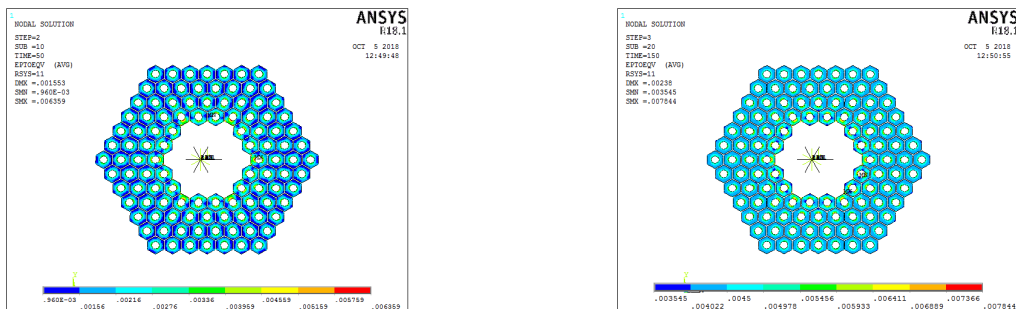 1
NODAL SOLUTION
STEP=2
SUB =10
TIME=50
EPTOEQV (AVG)
RSYS=11
DMX =.001553
SMN =.960E-03
SMX =.006359
ANSYS
R18.1
OCT 5 2018
12:49:48
Y
.960E-03 .00216 .00336 .004559 .005759
.00156 .00276 .003959 .005159 .006359
1
NODAL SOLUTION
STEP=3
SUB =20
TIME=150
EPTOEQV (AVG)
RSYS=11
DMX =.00238
SMN =.003545
SMX =.007844
ANSYS
R18.1
OCT 5 2018
12:50:55
Y
.003545 .0045 .005456 .006411 .007366
.004022 .004978 .005933 .006889 .007844